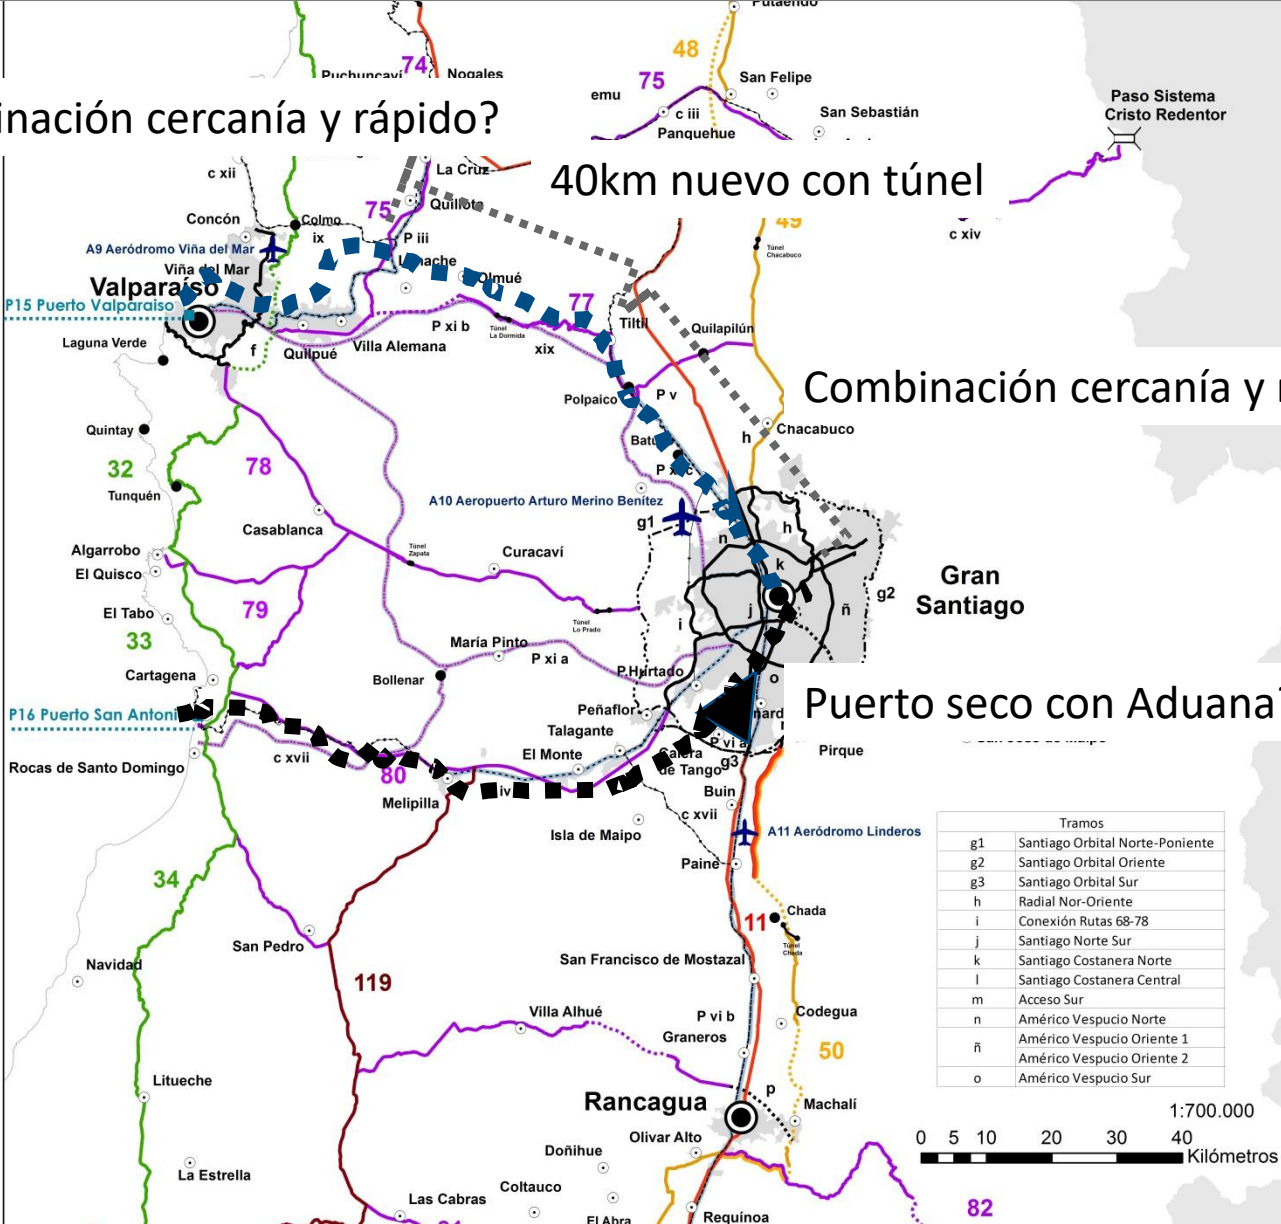 Putaendo
48
74
75
Puchuncaví
Nogales
San Felipe
emu
c iii
San Sebastián
Panquehue
Paso Sistema
Cristo Redentor
inación cercanía y rápido?
La Cruz
c xii
40km nuevo con túnel
Quillota
75
Concón
Colmo
ix
49
c xiv
P iii
A9 Aeródromo Viña del Mar
Túnel
Chacabuco
Viña del Mar
Limache
Olmué
Valparaíso
P15 Puerto Valparaiso
77
Tiltil
P xi b
Túnel
La Dormida
Quilapilún
Laguna Verde
f
Quilpué
Villa Alemana
xix
Combinación cercanía y
Polpaico
P v
Quintay
Chacabuco
h
32
78
Tunquén
A10 Aeropuerto Arturo Merino Benítez
g1
h
Casablanca
n
Algarrobo
Túnel
Zapata
Curacaví
k
El Quisco
Gran
Santiago
g2
79
El Tabo
j
ñ
33
Túnel
Lo Prado
i
María Pinto
P xi a
Cartagena
P.Hurtado
Bollenar
o
Puerto seco con Aduana
P16 Puerto San Antoni
Peñaflor
Talagante
P vi a
Pirque
Rocas de Santo Domingo
c xvii
El Monte
Calera
de Tango
g3
80
iv
Melipilla
Buin
c xvii
Isla de Maipo
A11 Aeródromo Linderos
Paine
Tramos
g1 Santiago Orbital Norte-Poniente
g2 Santiago Orbital Oriente
g3 Santiago Orbital Sur
h Radial Nor-Oriente
i Conexión Rutas 68-78
j Santiago Norte Sur
k Santiago Costanera Norte
l Santiago Costanera Central
m Acceso Sur
n Américo Vespucio Norte
ñ Américo Vespucio Oriente 1
Américo Vespucio Oriente 2
o Américo Vespucio Sur
34
11
Chada
Túnel
Chada
San Pedro
San Francisco de Mostazal
Navidad
119
Villa Alhué
P vi b
Codegua
Graneros
50
Litueche
p
Rancagua
Machalí
1:700.000
Olivar Alto
0 5 10 20 30 40
Kilómetros
Doñihue
La Estrella
Coltauco
Las Cabras
82
El Abra
Requínoa